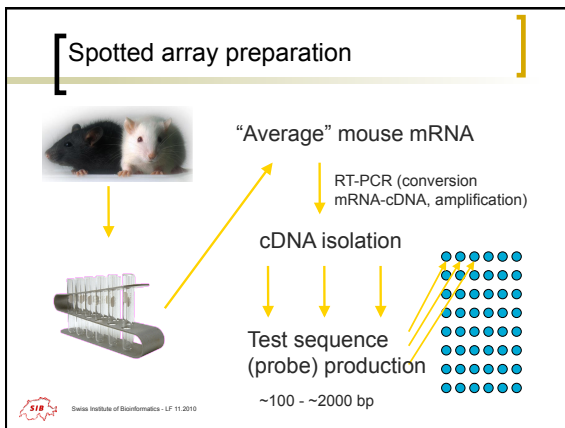 Spotted array preparation
“Average” mouse mRNA
RT-PCR (conversion
mRNA-cDNA, amplification)
cDNA isolation
Test sequence
(probe) production
~100 - ~2000 bp
SIB
Swiss Institute of Bioinformatics - LF 11.2010